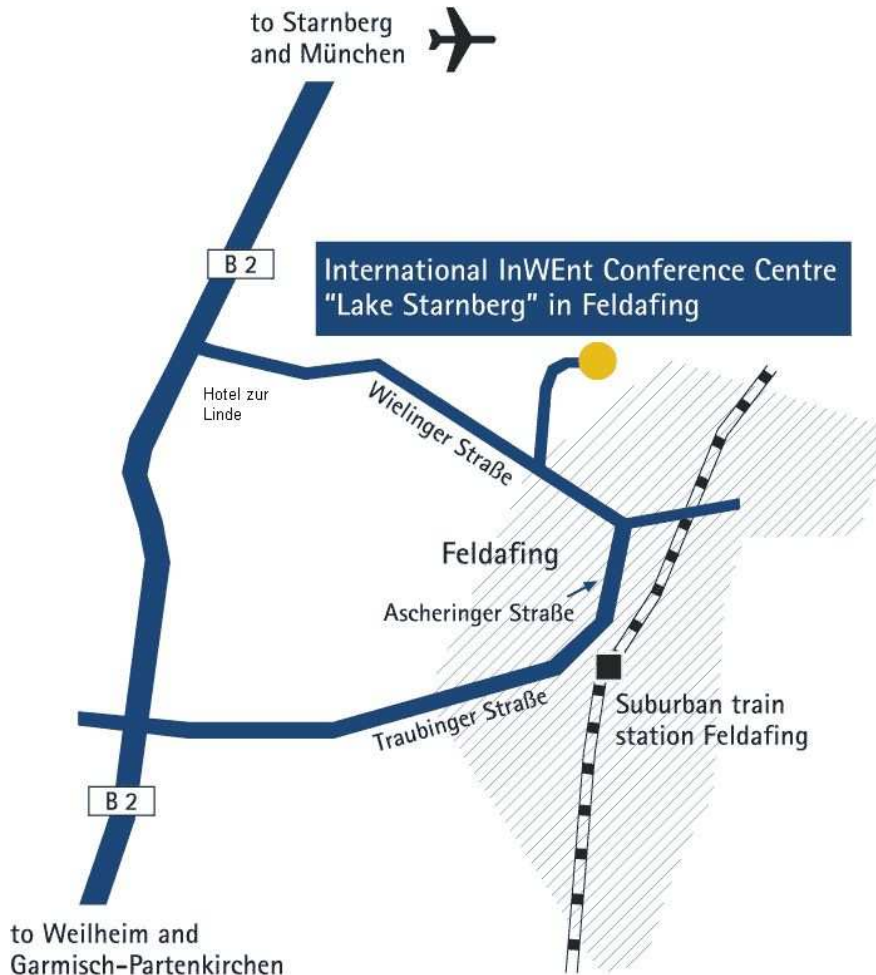 to Starnberg
and München
B 2
International InWEnt Conference Centre
"Lake Starnberg" in Feldafing
Hotel zur
Linde
Wielinger Straße
Feldafing
Ascheringer Straße
Traubinger Straße
Suburban train
station Feldafing
B 2
to Weilheim and
Garmisch-Partenkirchen